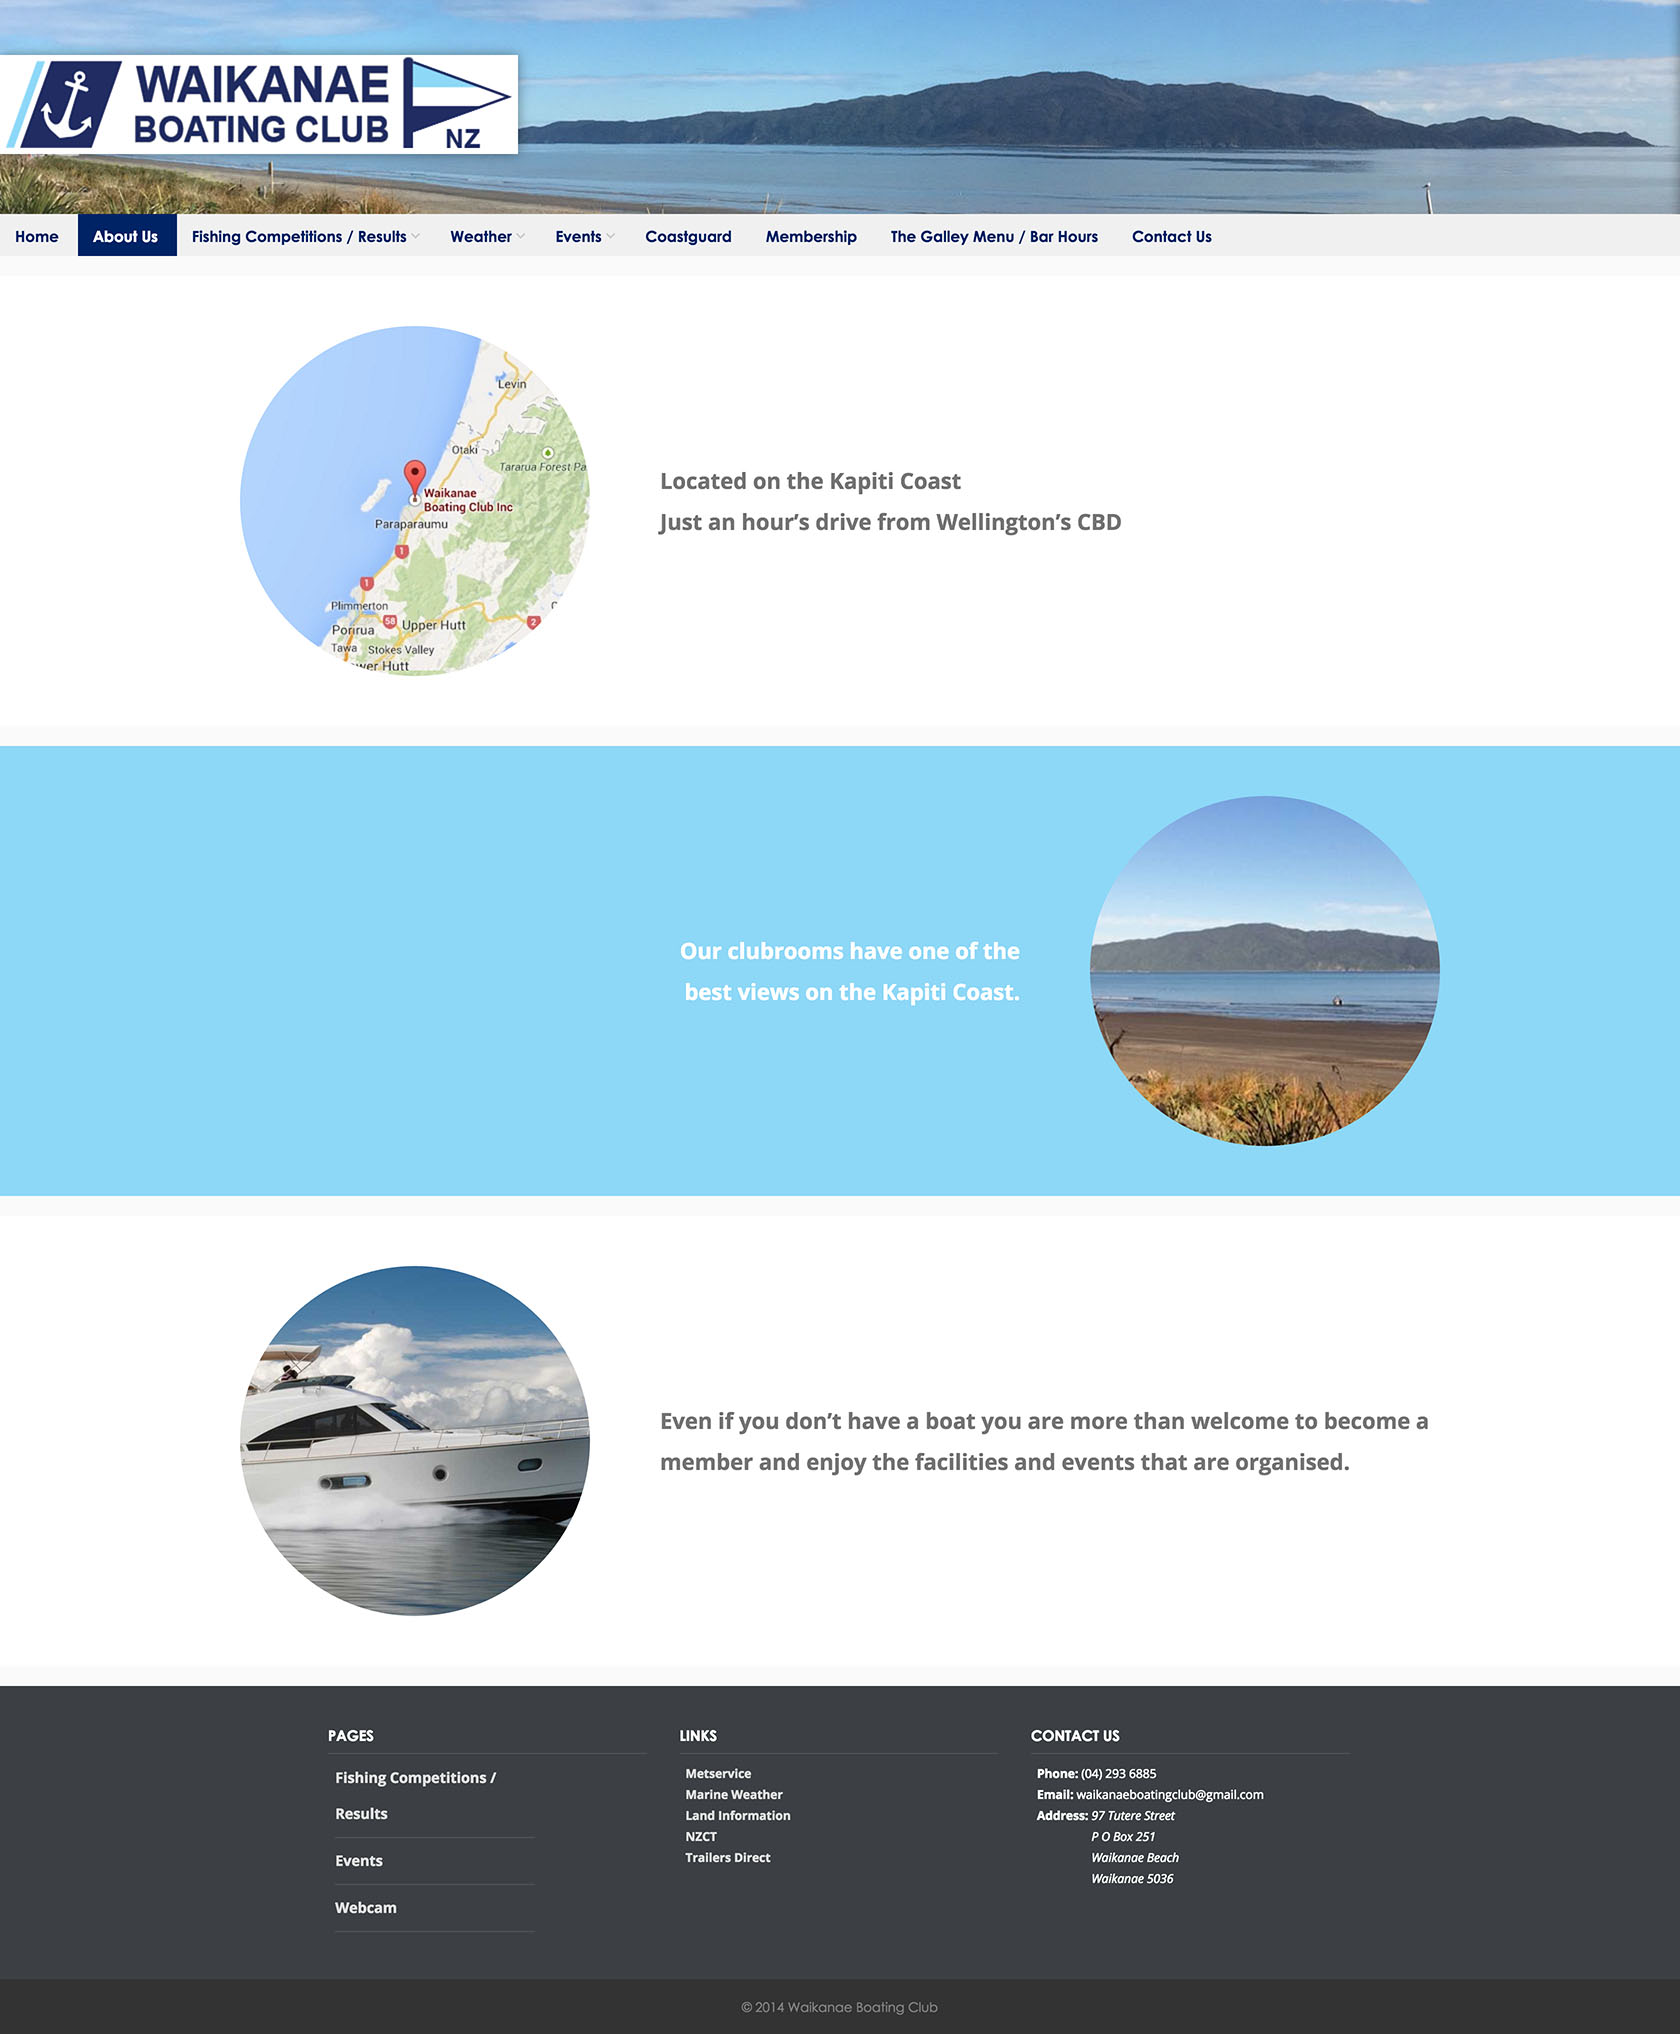 WAIKANAE
BOATING CLUB
NZ
Home About Us Fishing Competitions / Results Weather Events Coastguard Membership The Galley Menu / Bar Hours Contact Us
Levin
Otaki
Tararua Forest Pa
Waikanae
Boating Club Inc
Paraparaumu
1
1
Plimmerton
58 Upper Hutt 2
Porirua
Tawa Stokes Valley
wer Hutt
Located on the Kapiti Coast
Just an hour’s drive from Wellington’s CBD
Our clubrooms have one of the
best views on the Kapiti Coast.
Even if you don’t have a boat you are more than welcome to become a
member and enjoy the facilities and events that are organised.
PAGES
Fishing Competitions /
Results
Events
Webcam
LINKS
Metservice
Marine Weather
Land Information
NZCT
Trailers Direct
CONTACT US
Phone: (04) 293 6885
Email: waikanaeboatingclub@gmail.com
Address: 97 Tutere Street
P O Box 251
Waikanae Beach
Waikanae 5036
© 2014 Waikanae Boating Club